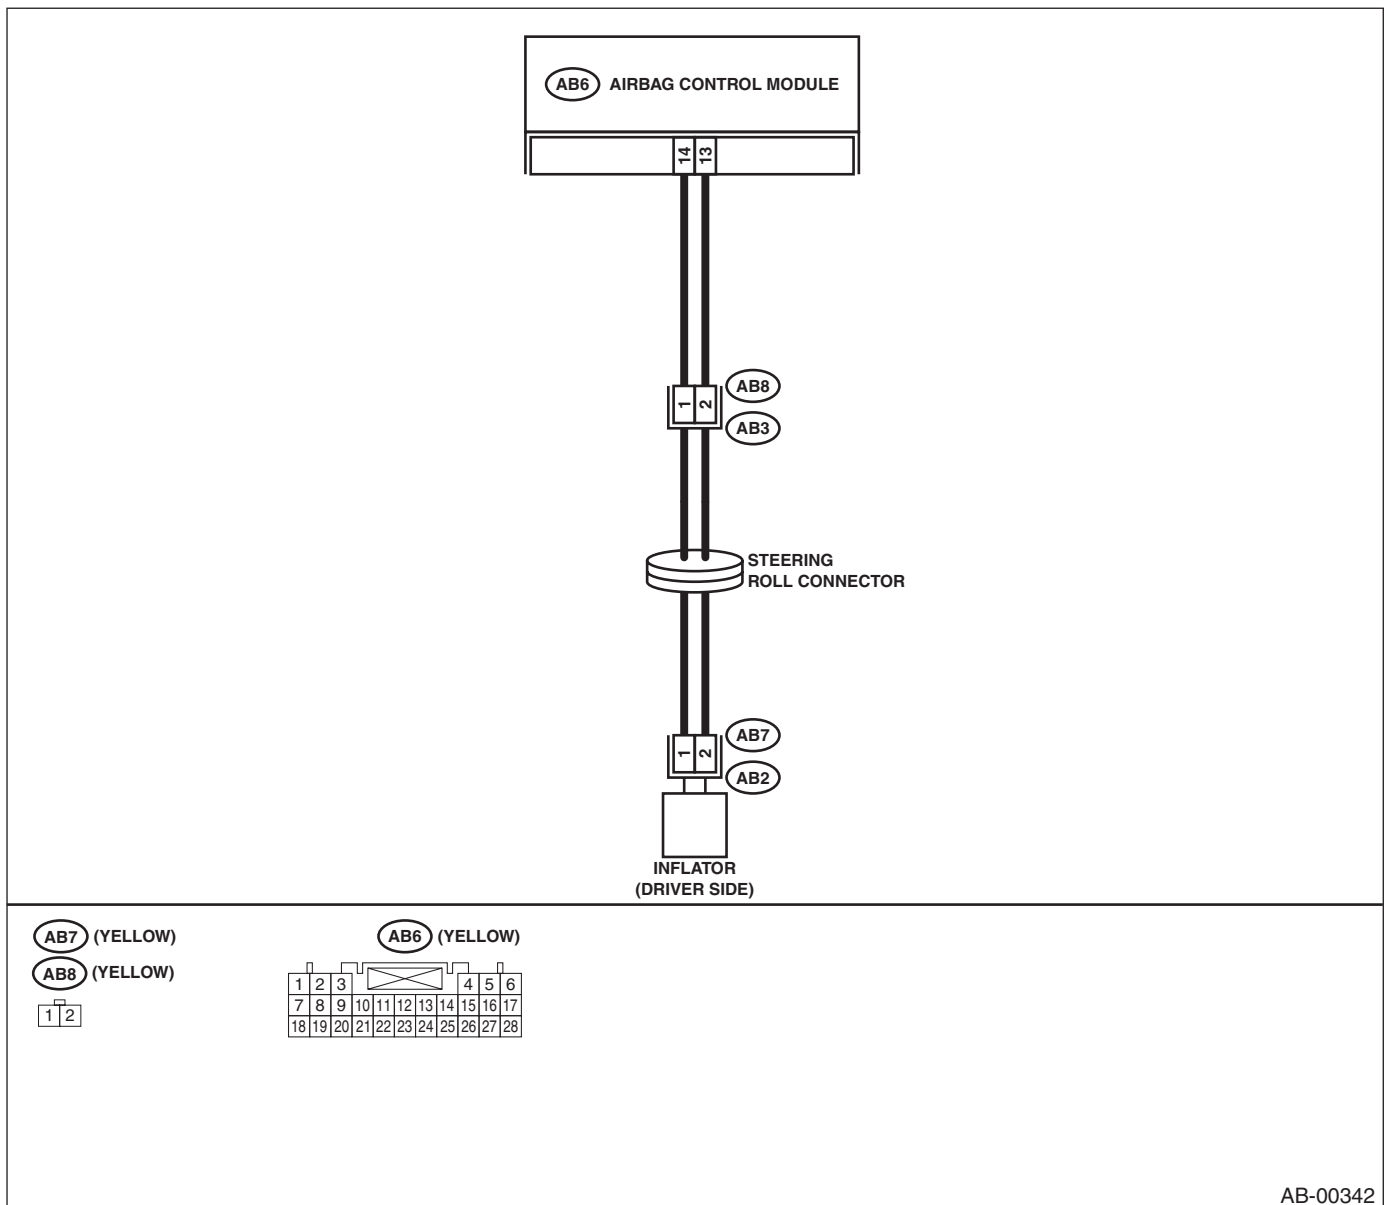 AB6 AIRBAG CONTROL MODULE
14 13
AB8
1 2
AB3
STEERING
ROLL CONNECTOR
AB7
1 2
AB2
INFLATOR
(DRIVER SIDE)
AB7 (YELLOW)
AB8 (YELLOW)
1 2
AB6 (YELLOW)
1 2 3 4 5 6
7 8 9 10 11 12 13 14 15 16 17
18 19 20 21 22 23 24 25 26 27 28
AB-00342